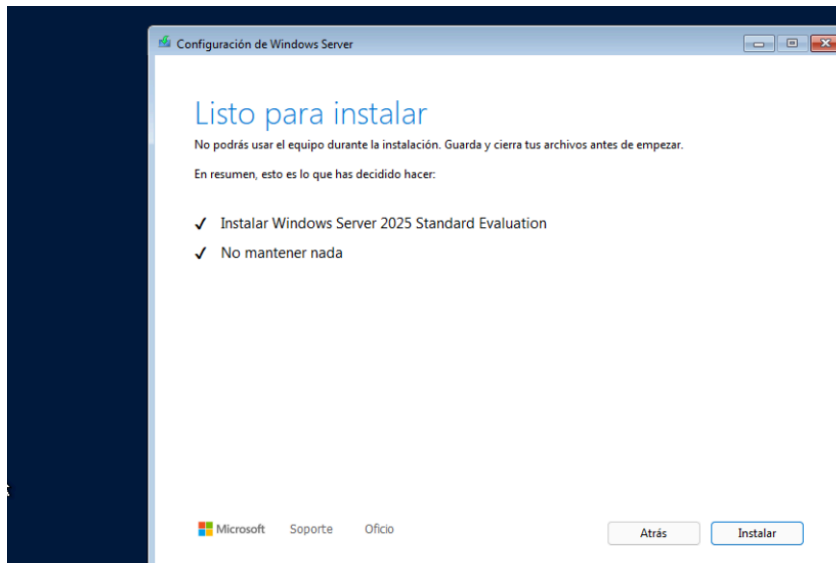 Configuración de Windows Server
Listo para instalar
No podrás usar el equipo durante la instalación. Guarda y cierra tus archivos antes de empezar.
En resumen, esto es lo que has decidido hacer:
✓ Instalar Windows Server 2025 Standard Evaluation
✓ No mantener nada
Microsoft Soporte Oficio Atrás Instalar